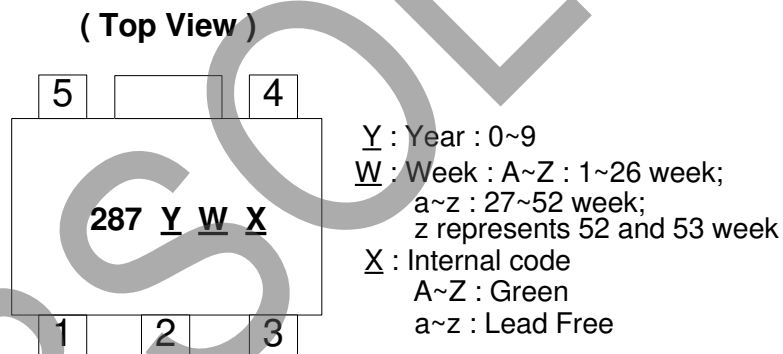 ( Top View )
5 4
287 Y W X
1 2 3
Y : Year : 0~9
W : Week : A~Z : 1~26 week;
a~z : 27~52 week;
z represents 52 and 53 week
X : Internal code
A~Z : Green
a~z : Lead Free